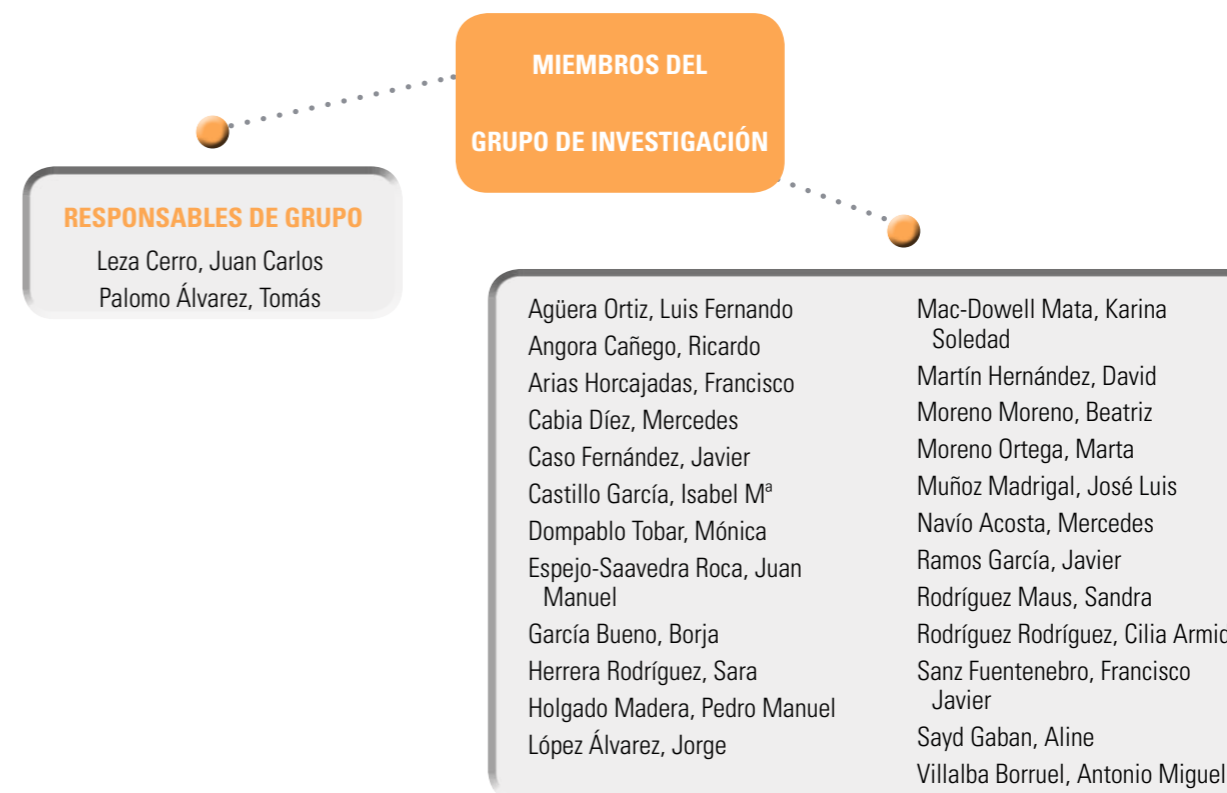 MIEMBROS DEL
GRUPO DE INVESTIGACIÓN
RESPONSABLES DE GRUPO
Leza Cerro, Juan Carlos
Palomo Álvarez, Tomás
Agüera Ortiz, Luis Fernando
Angora Cañego, Ricardo
Arias Horcajadas, Francisco
Cabia Díez, Mercedes
Caso Fernández, Javier
Castillo García, Isabel Mª
Dompablo Tobar, Mónica
Espejo-Saavedra Roca, Juan
Manuel
García Bueno, Borja
Herrera Rodríguez, Sara
Holgado Madera, Pedro Manuel
López Álvarez, Jorge
Mac-Dowell Mata, Karina
Soledad
Martín Hernández, David
Moreno Moreno, Beatriz
Moreno Ortega, Marta
Muñoz Madrigal, José Luis
Navío Acosta, Mercedes
Ramos García, Javier
Rodríguez Maus, Sandra
Rodríguez Rodríguez, Cilia
Sanz Fuentenebro, Francisco
Javier
Sayd Gaban, Aline
Villalba Borruel, Antonio Miguel